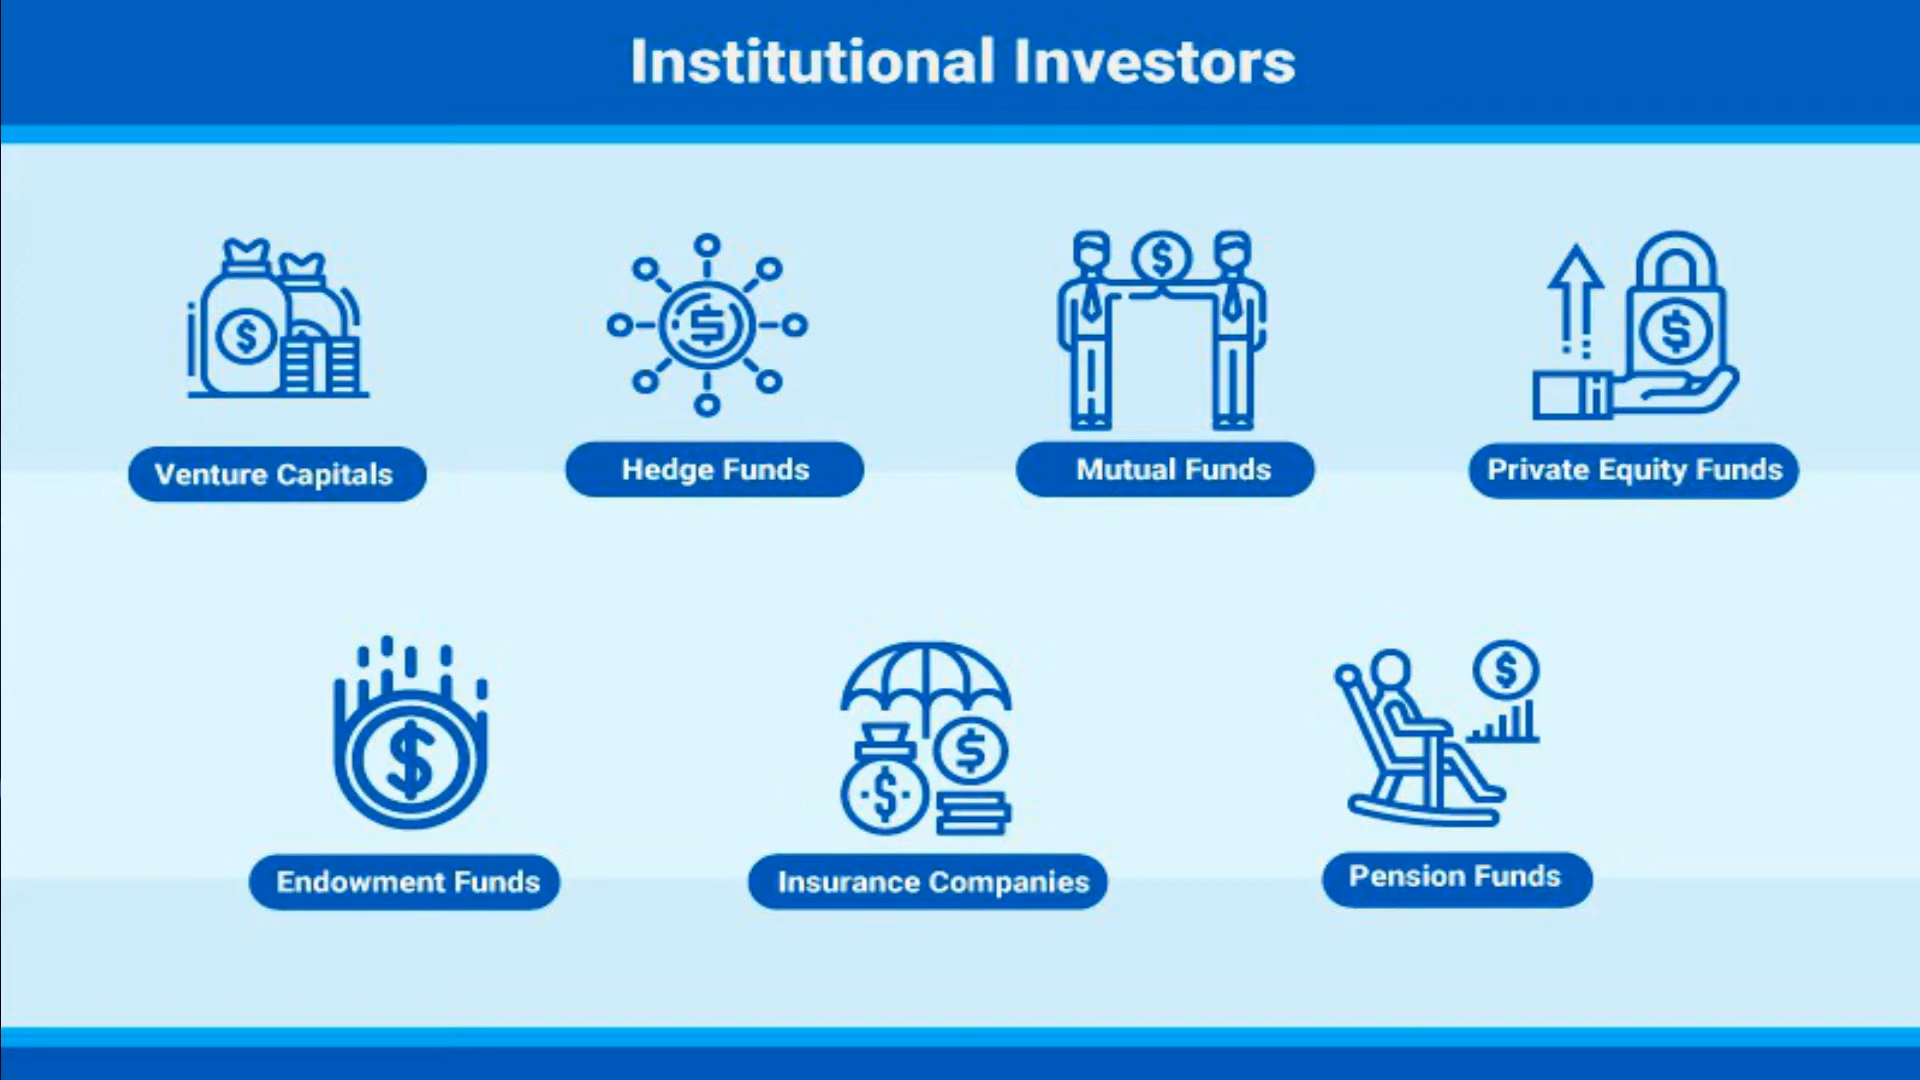 Institutional Investors
Venture Capitals
Hedge Funds
Mutual Funds
Private Equity Funds
Endowment Funds
Insurance Companies
Pension Funds